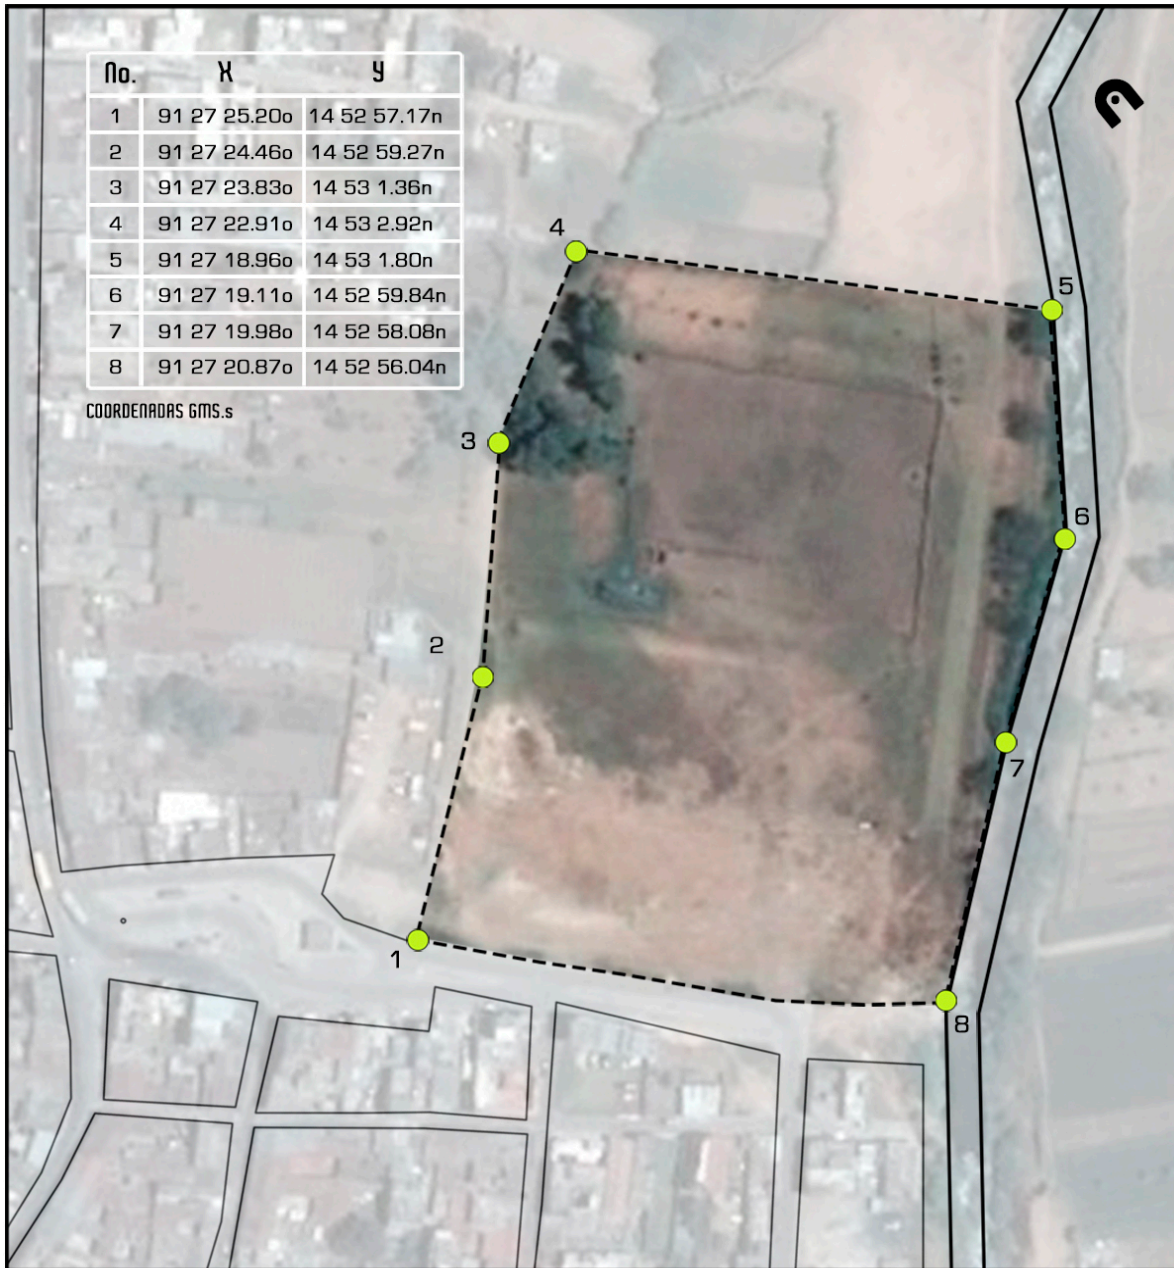 No. X Y
1 91 27 25.20o 14 52 57.17n
2 91 27 24.46o 14 52 59.27n
3 91 27 23.83o 14 53 1.36n
4 91 27 22.91o 14 53 2.92n
5 91 27 18.96o 14 53 1.80n
6 91 27 19.11o 14 52 59.84n
7 91 27 19.98o 14 52 58.08n
8 91 27 20.87o 14 52 56.04n
COORDENADAS GMS.s
4
5
3
6
2
7
1
8